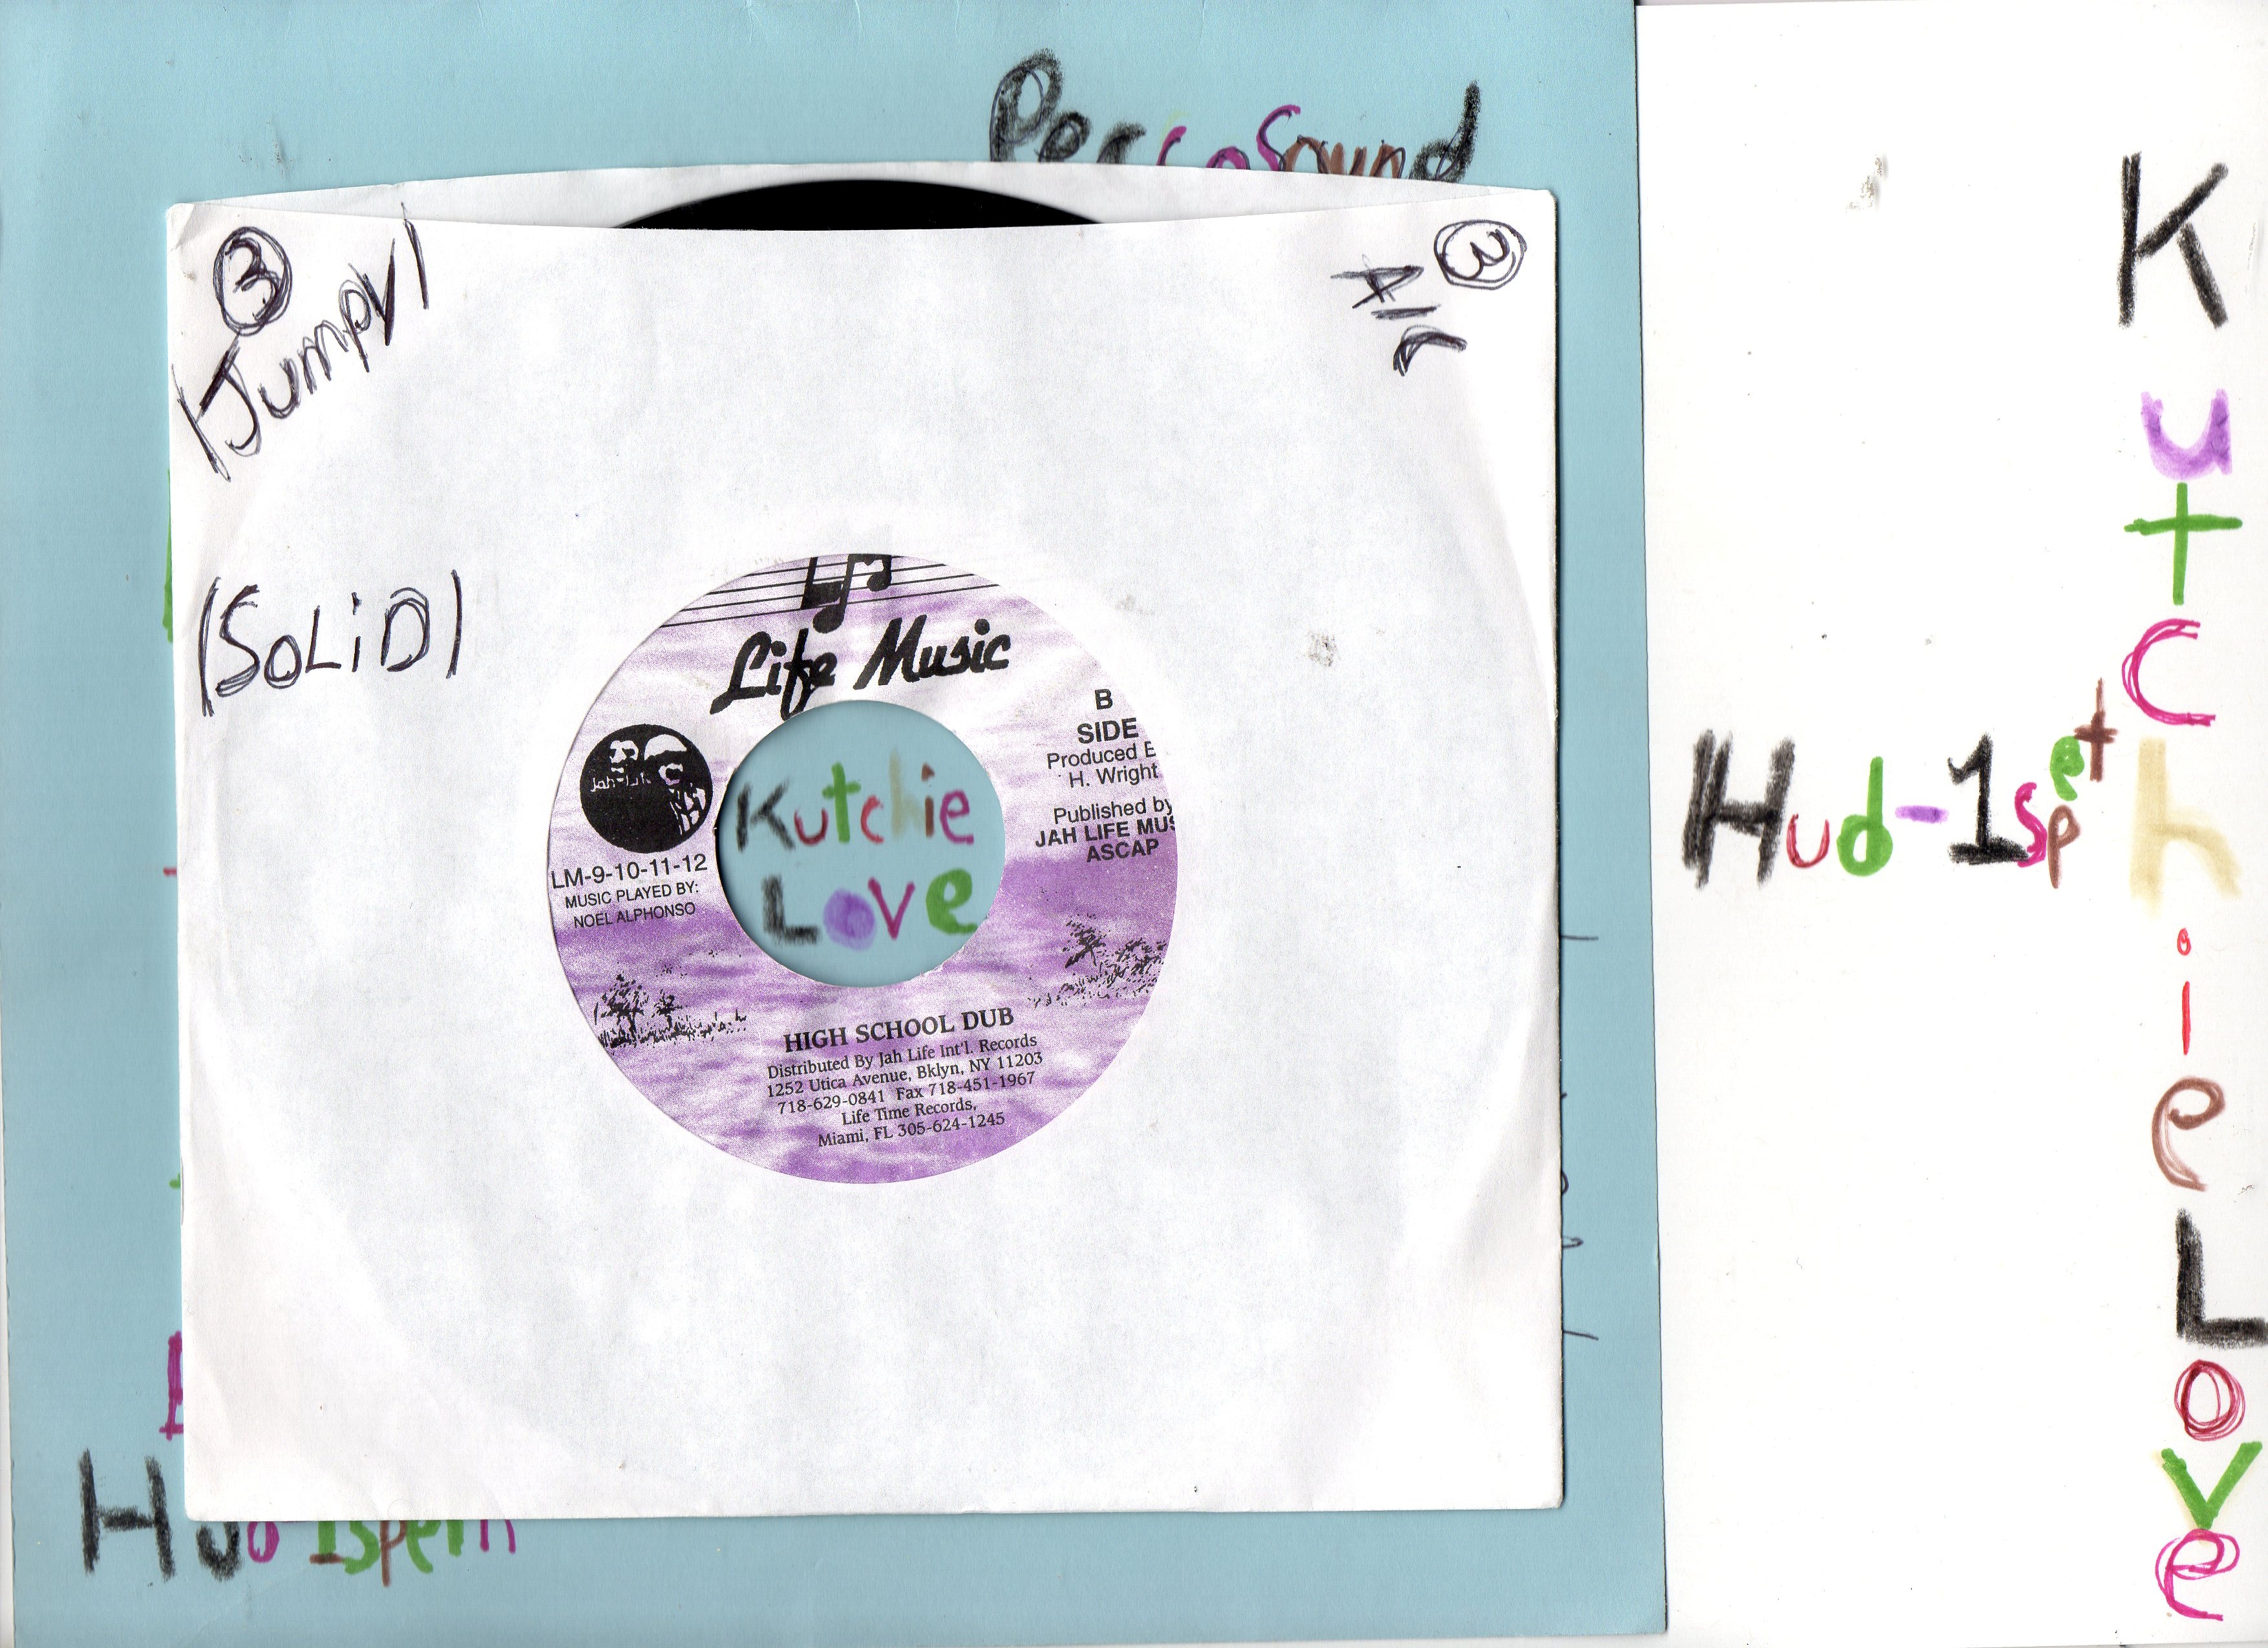 PercoSound
③
Jumpy
③
A/C
(SOLiD)
Life Music
Jah-Life
B
SIDE
Produced B
H. Wright
Published by
JAH LIFE MUS
ASCAP
LM-9-10-11-12
MUSIC PLAYED BY:
NOEL ALPHONSO
Kutchie
Love
HIGH SCHOOL DUB
Distributed By Jah Life Int'l. Records
1252 Utica Avenue, Bklyn, NY 11203
718-629-0841 Fax 718-451-1967
Life Time Records,
Miami, FL 305-624-1245
Hud-1spet
Kutchie Love